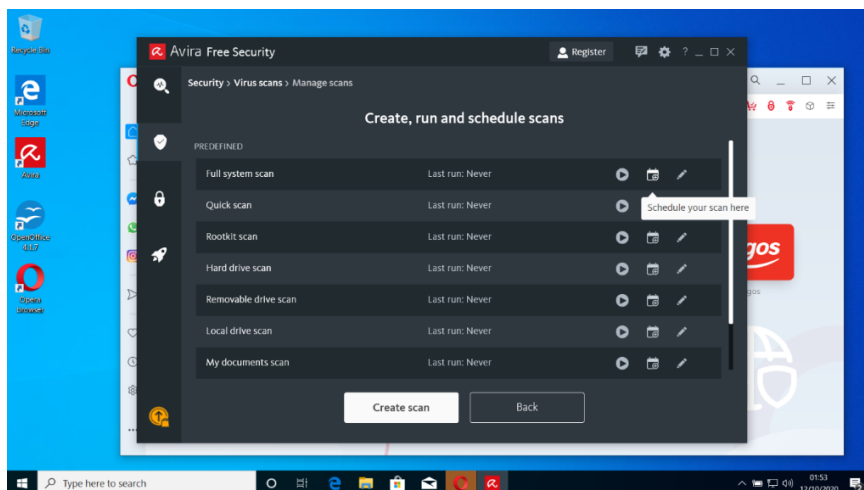 Recycle Bin
Microsoft
Edge
Avira
OpenOffice
4.1.7
Opera
browser
Avira Free Security
Register
?
Security > Virus scans > Manage scans
Create, run and schedule scans
PREDEFINED
Full system scan Last run: Never
Quick scan Last run: Never
Schedule your scan here
Rootkit scan Last run: Never
Hard drive scan Last run: Never
Removable drive scan Last run: Never
Local drive scan Last run: Never
My documents scan Last run: Never
Create scan Back
gos
gos
Type here to search
01:53
12/10/2020